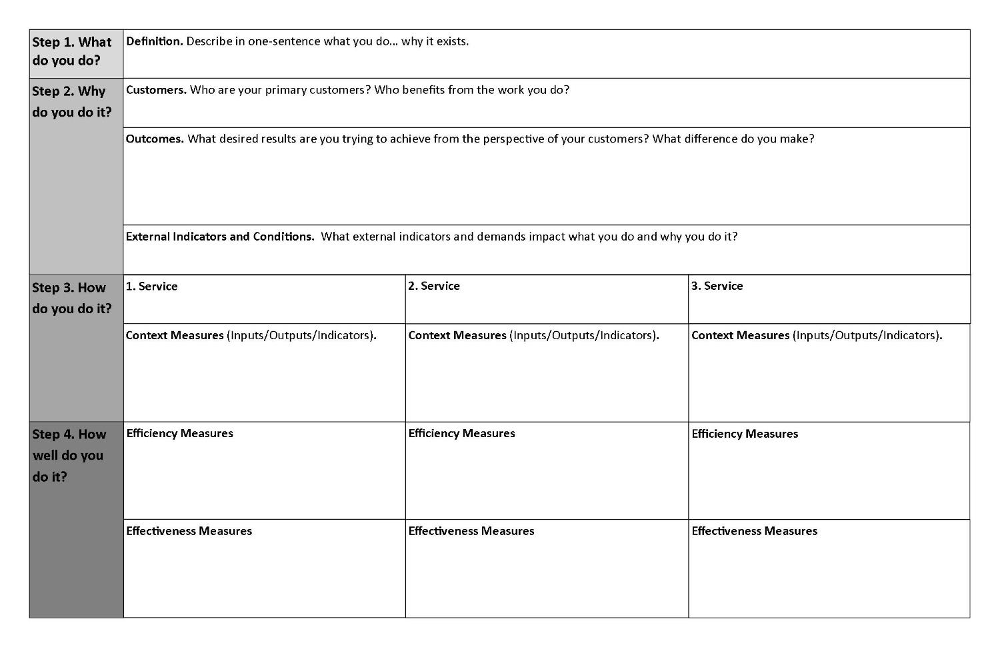 Step 1. What
do you do?
Definition. Describe in one-sentence what you do... why it exists.
Step 2. Why
do you do it?
Customers. Who are your primary customers? Who benefits from the work you do?
Outcomes. What desired results are you trying to achieve from the perspective of your customers? What difference do you make?
External Indicators and Conditions.  What external indicators and demands impact what you do and why you do it?
Step 3. How
do you do it?
1. Service
2. Service
3. Service
Context Measures (Inputs/Outputs/Indicators).
Context Measures (Inputs/Outputs/Indicators).
Context Measures (Inputs/Outputs/Indicators).
Step 4. How
well do you
do it?
Efficiency Measures
Efficiency Measures
Efficiency Measures
Effectiveness Measures
Effectiveness Measures
Effectiveness Measures